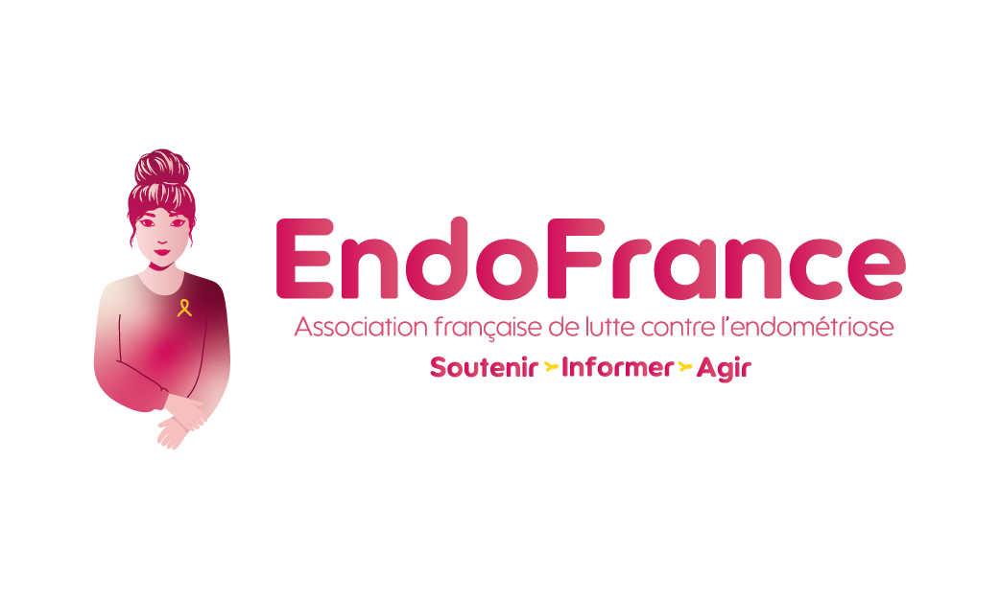 EndoFrance
Association française de lutte contre l'endométriose
Soutenir Informer Agir